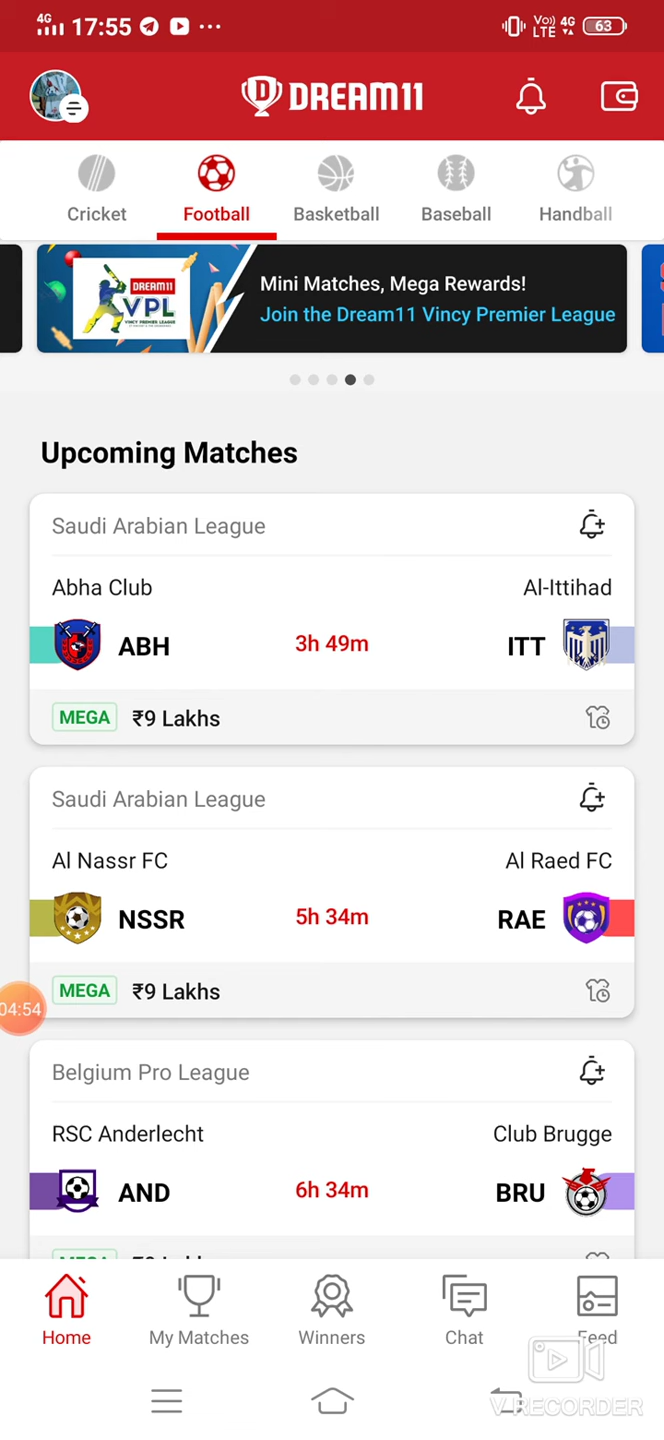 4G 17:55 ... Vo)) LTE 4G 63
DREAM11
Cricket Football Basketball Baseball Handball
DREAM11
VPL
VINCY PREMIER LEAGUE
Mini Matches, Mega Rewards!
Join the Dream11 Vincy Premier League
Upcoming Matches
Saudi Arabian League
Abha Club Al-Ittihad
ABH 3h 49m ITT
MEGA ₹9 Lakhs
Saudi Arabian League
Al Nassr FC Al Raed FC
NSSR 5h 34m RAE
MEGA ₹9 Lakhs
04:54
Belgium Pro League
RSC Anderlecht Club Brugge
AND 6h 34m BRU
Home My Matches Winners Chat Feed
V RECORDER